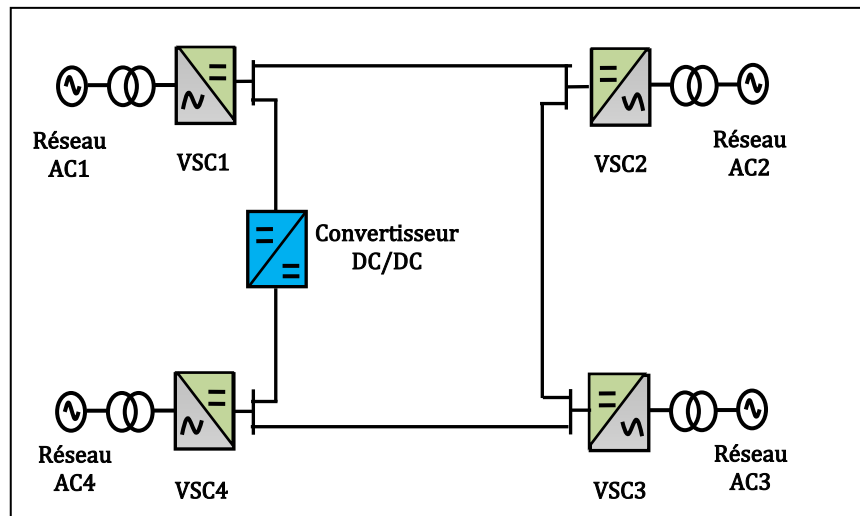 Réseau
AC1
VSC1
VSC2
Réseau
AC2
Convertisseur
DC/DC
Réseau
AC4
VSC4
VSC3
Réseau
AC3